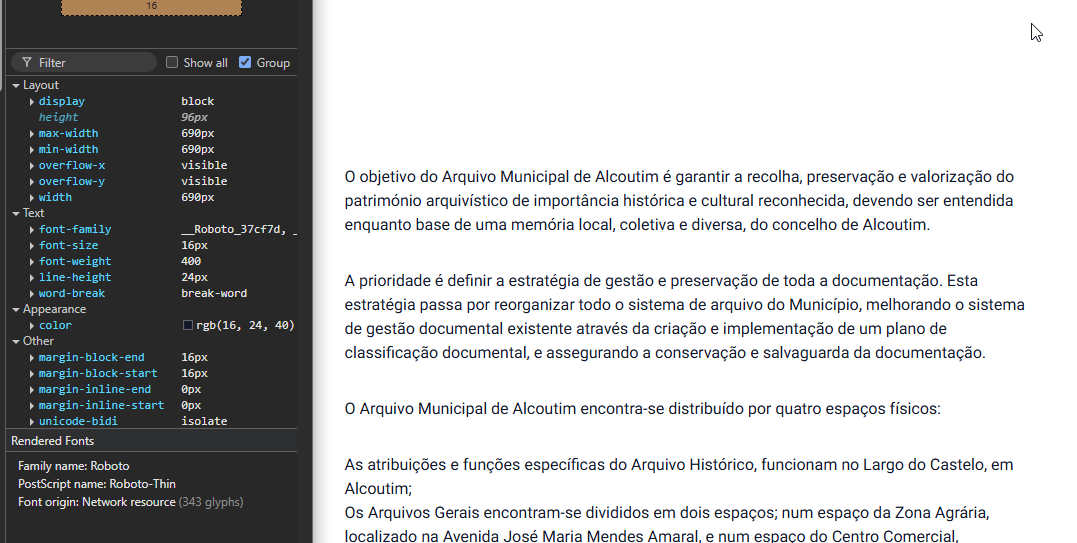 16
Filter Show all Group
Layout
display block
height 96px
max-width 690px
min-width 690px
overflow-x visible
overflow-y visible
width 690px
Text
font-family __Roboto_37cf7d, _
font-size 16px
font-weight 400
line-height 24px
word-break break-word
Appearance
color rgb(16, 24, 40)
Other
margin-block-end 16px
margin-block-start 16px
margin-inline-end 0px
margin-inline-start 0px
unicode-bidi isolate
Rendered Fonts
Family name: Roboto
PostScript name: Roboto-Thin
Font origin: Network resource (343 glyphs)
O objetivo do Arquivo Municipal de Alcoutim é garantir a recolha, preservação e valorização do
património arquivístico de importância histórica e cultural reconhecida, devendo ser entendida
enquanto base de uma memória local, coletiva e diversa, do concelho de Alcoutim.
A prioridade é definir a estratégia de gestão e preservação de toda a documentação. Esta
estratégia passa por reorganizar todo o sistema de arquivo do Município, melhorando o sistema
de gestão documental existente através da criação e implementação de um plano de
classificação documental, e assegurando a conservação e salvaguarda da documentação.
O Arquivo Municipal de Alcoutim encontra-se distribuído por quatro espaços físicos:
As atribuições e funções específicas do Arquivo Histórico, funcionam no Largo do Castelo, em
Alcoutim;
Os Arquivos Gerais encontram-se divididos em dois espaços; num espaço da Zona Agrária,
localizado na Avenida José Maria Mendes Amaral, e num espaço do Centro Comercial,